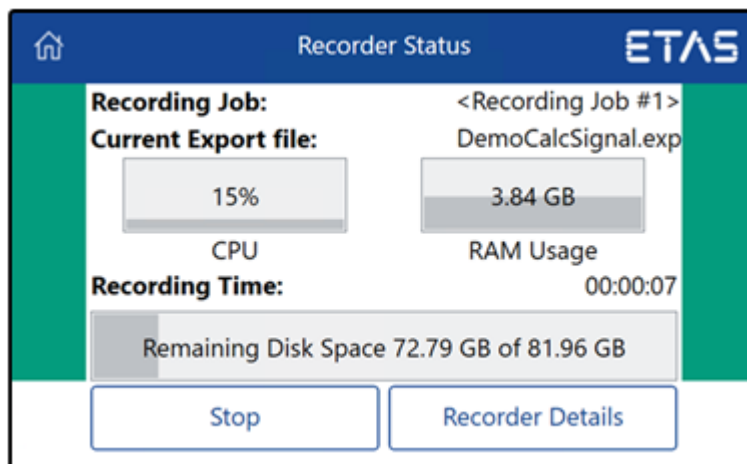 Recorder Status
ETAS
Recording Job: <Recording Job #1>
Current Export file: DemoCalcSignal.exp
15% 3.84 GB
CPU RAM Usage
Recording Time: 00:00:07
Remaining Disk Space 72.79 GB of 81.96 GB
Stop Recorder Details